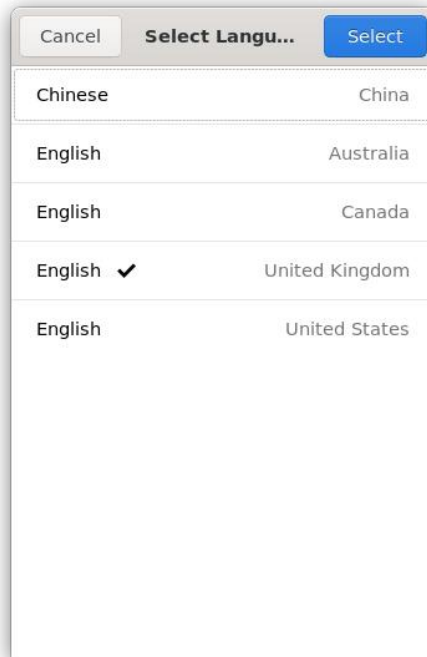 Cancel Select Langu... Select
Chinese China
English Australia
English Canada
English ✔ United Kingdom
English United States